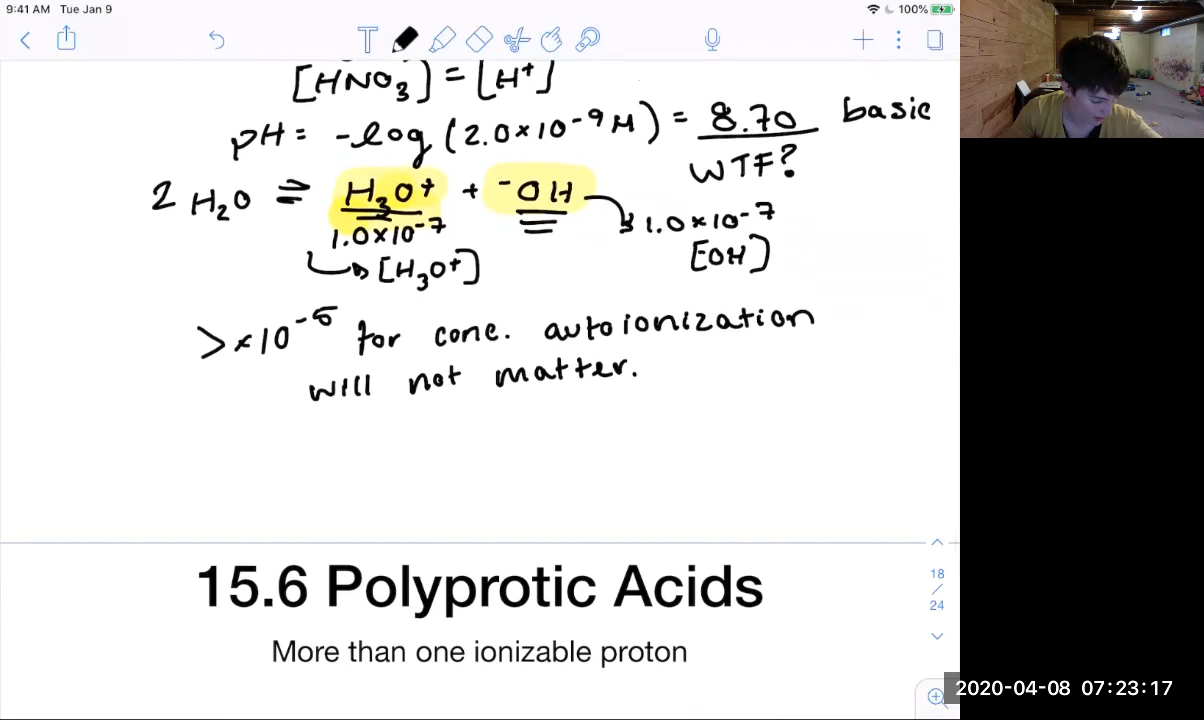 9:41 AM Tue Jan 9
100%
[HNO₃] = [H⁺]
pH = -log (2.0×10⁻⁹ M) = 8.70 basic
WTF?
2 H₂O ⇌ H₃O⁺ + ⁻OH
1.0×10⁻⁷
1.0×10⁻⁷
[H₃O⁺]
[OH]
for conc. autoionization
will not matter.
15.6 Polyprotic Acids
More than one ionizable proton
18
/
24
2020-04-08 07:23:17